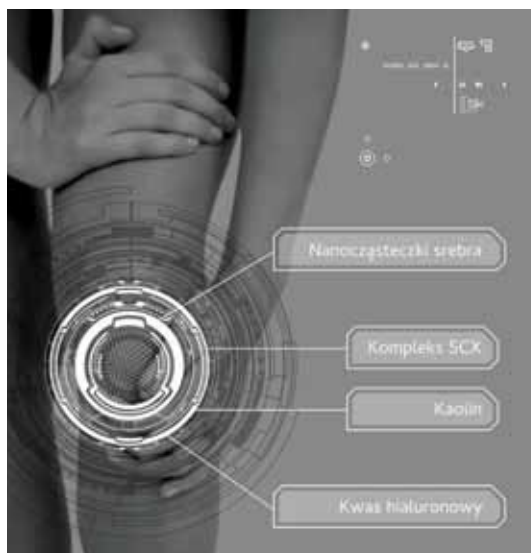 Nanocząsteczki srebra
Kompleks SCX
Kaolin
Kwas hialuronowy